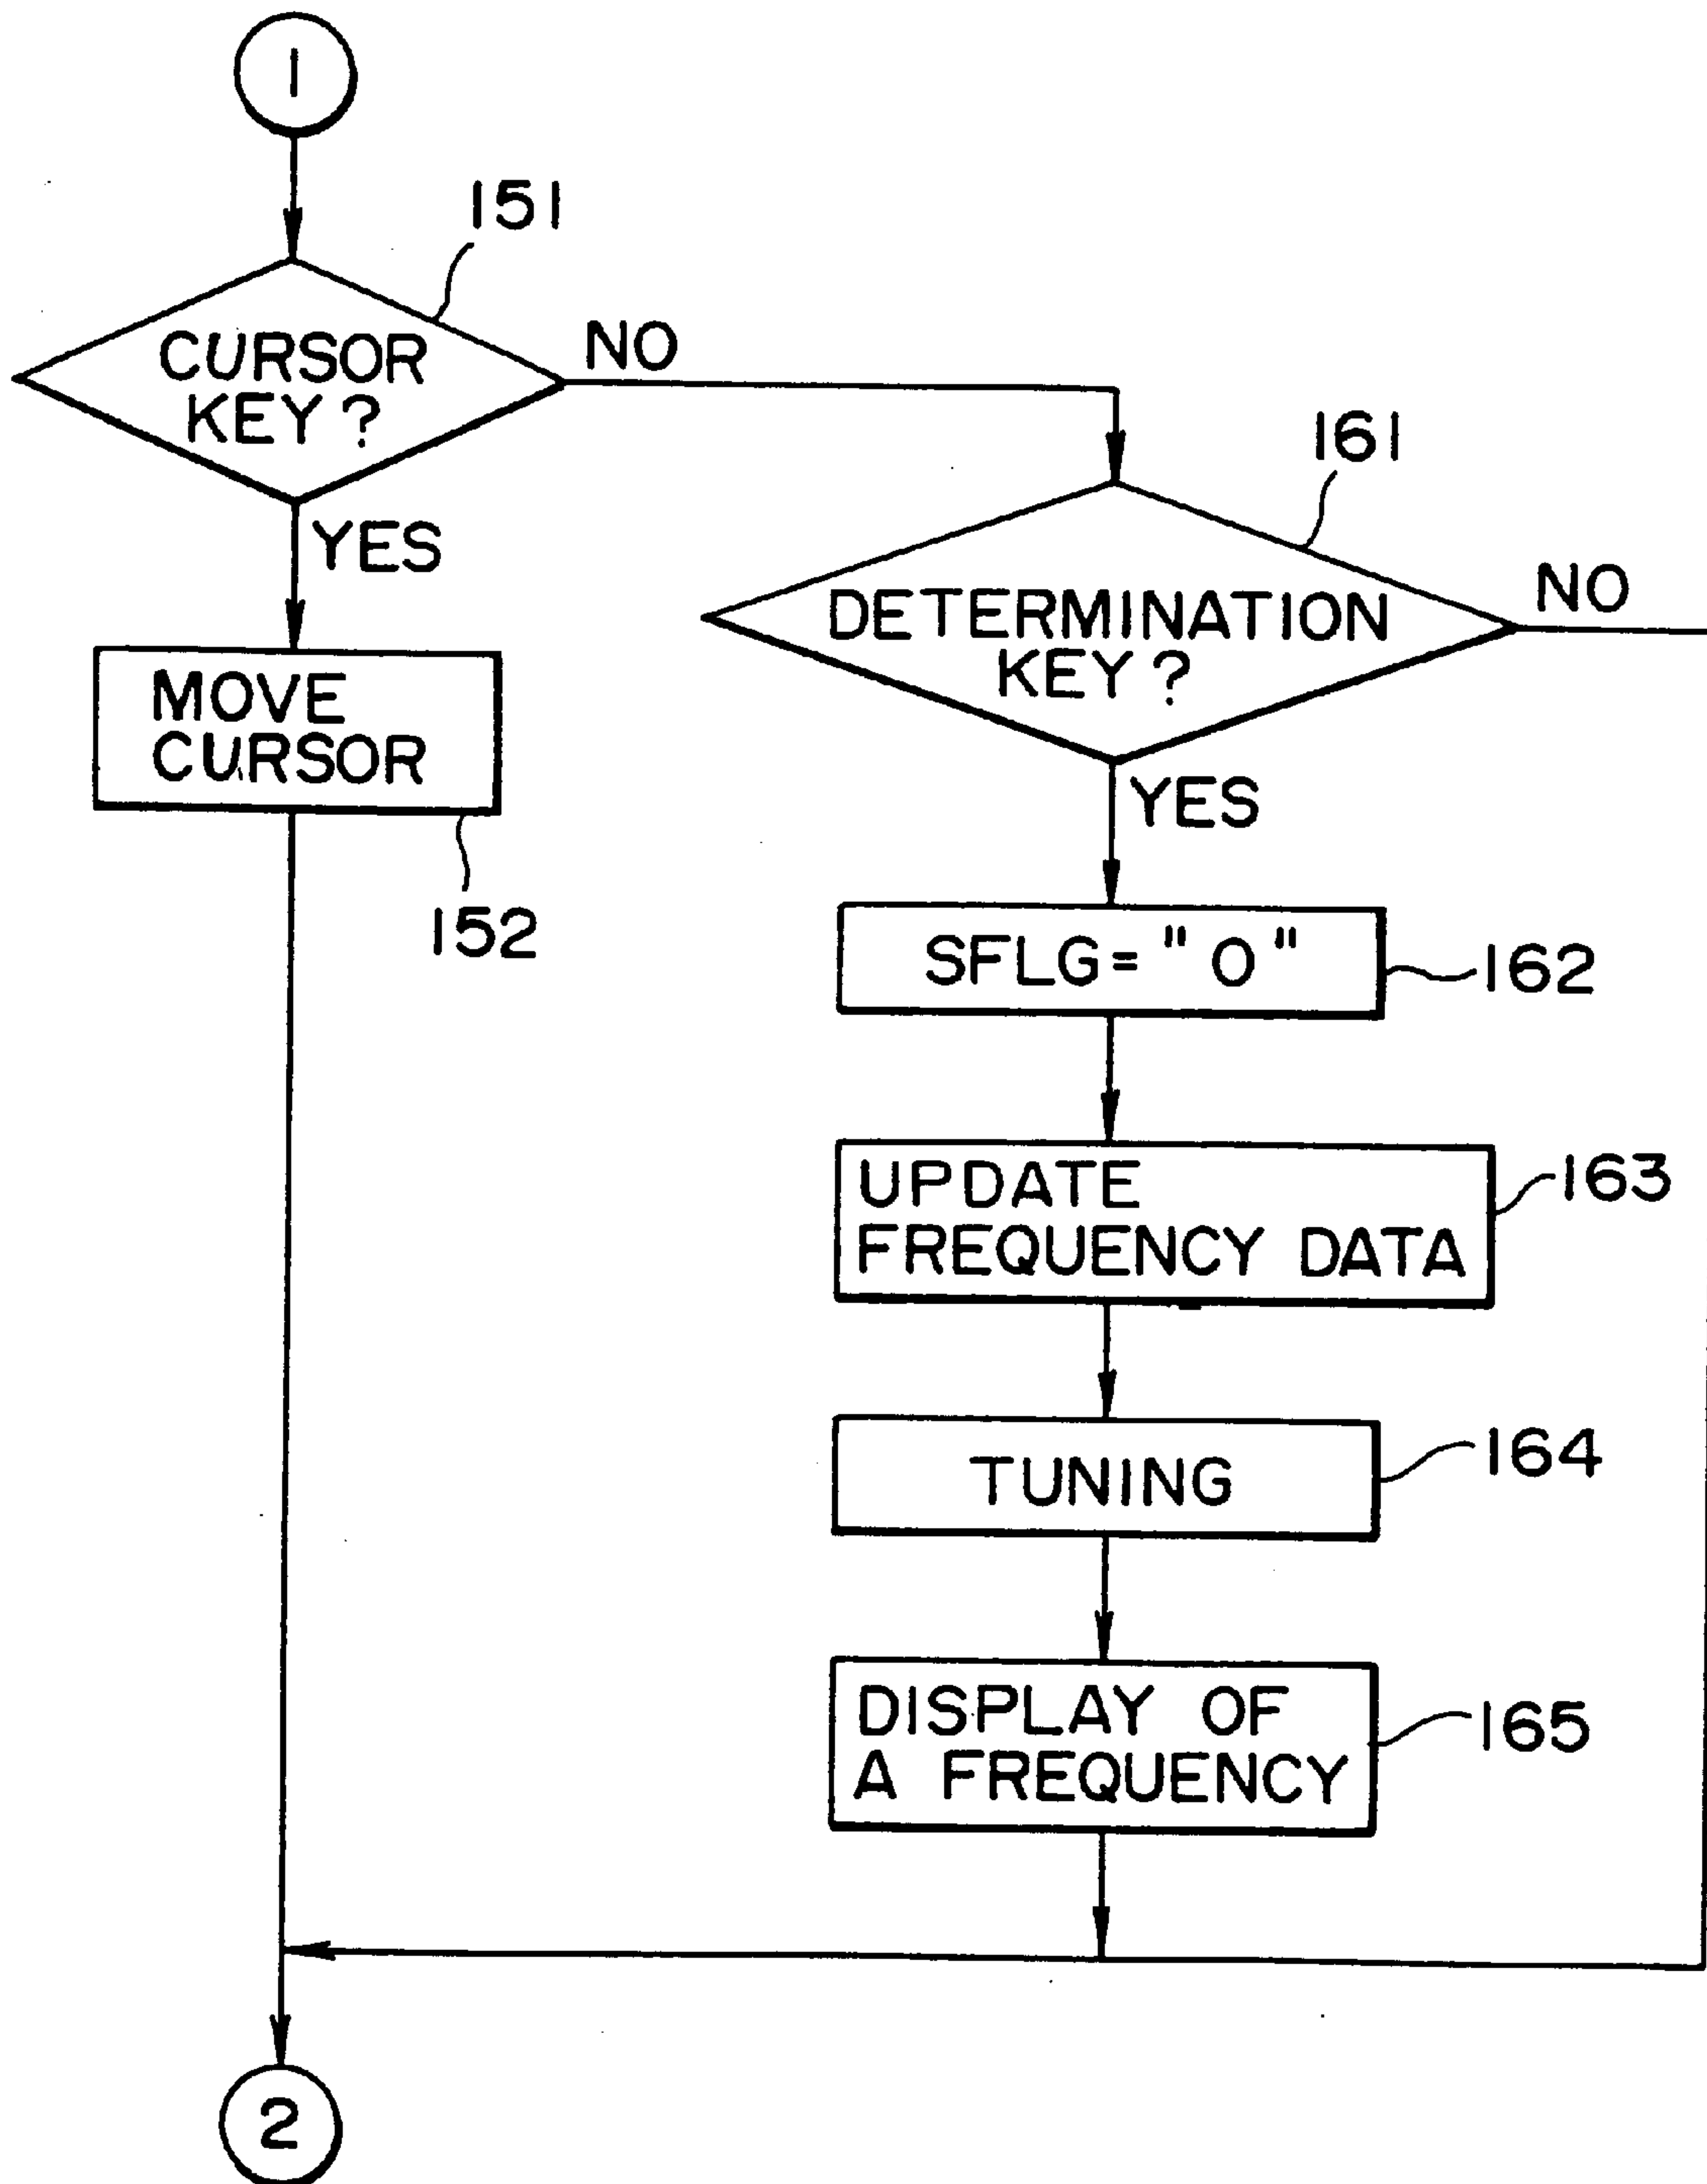 1
151
CURSOR
KEY?
NO
YES
MOVE
CURSOR
152
161
DETERMINATION
KEY?
NO
YES
SFLG="0"
162
UPDATE
FREQUENCY DATA
163
TUNING
164
DISPLAY OF
A FREQUENCY
165
2